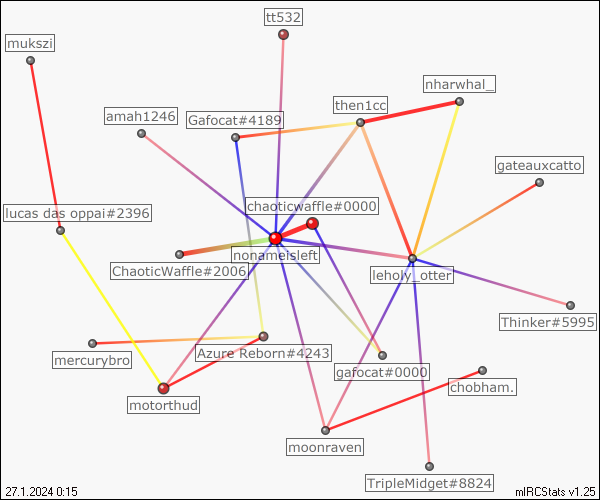 tt532
mukszi
nharwhal_
then1cc
amah1246
Gafocat#4189
gateauxcatto
chaoticwaffle#0000
lucas das oppai#2396
nonameisleft
ChaoticWaffle#2006
leholy_otter
Thinker#5995
Azure Reborn#4243
mercurybro
gafocat#0000
chobham.
motorthud
moonraven
TripleMidget#8824
27.1.2024 0:15
mIRCStats v1.25